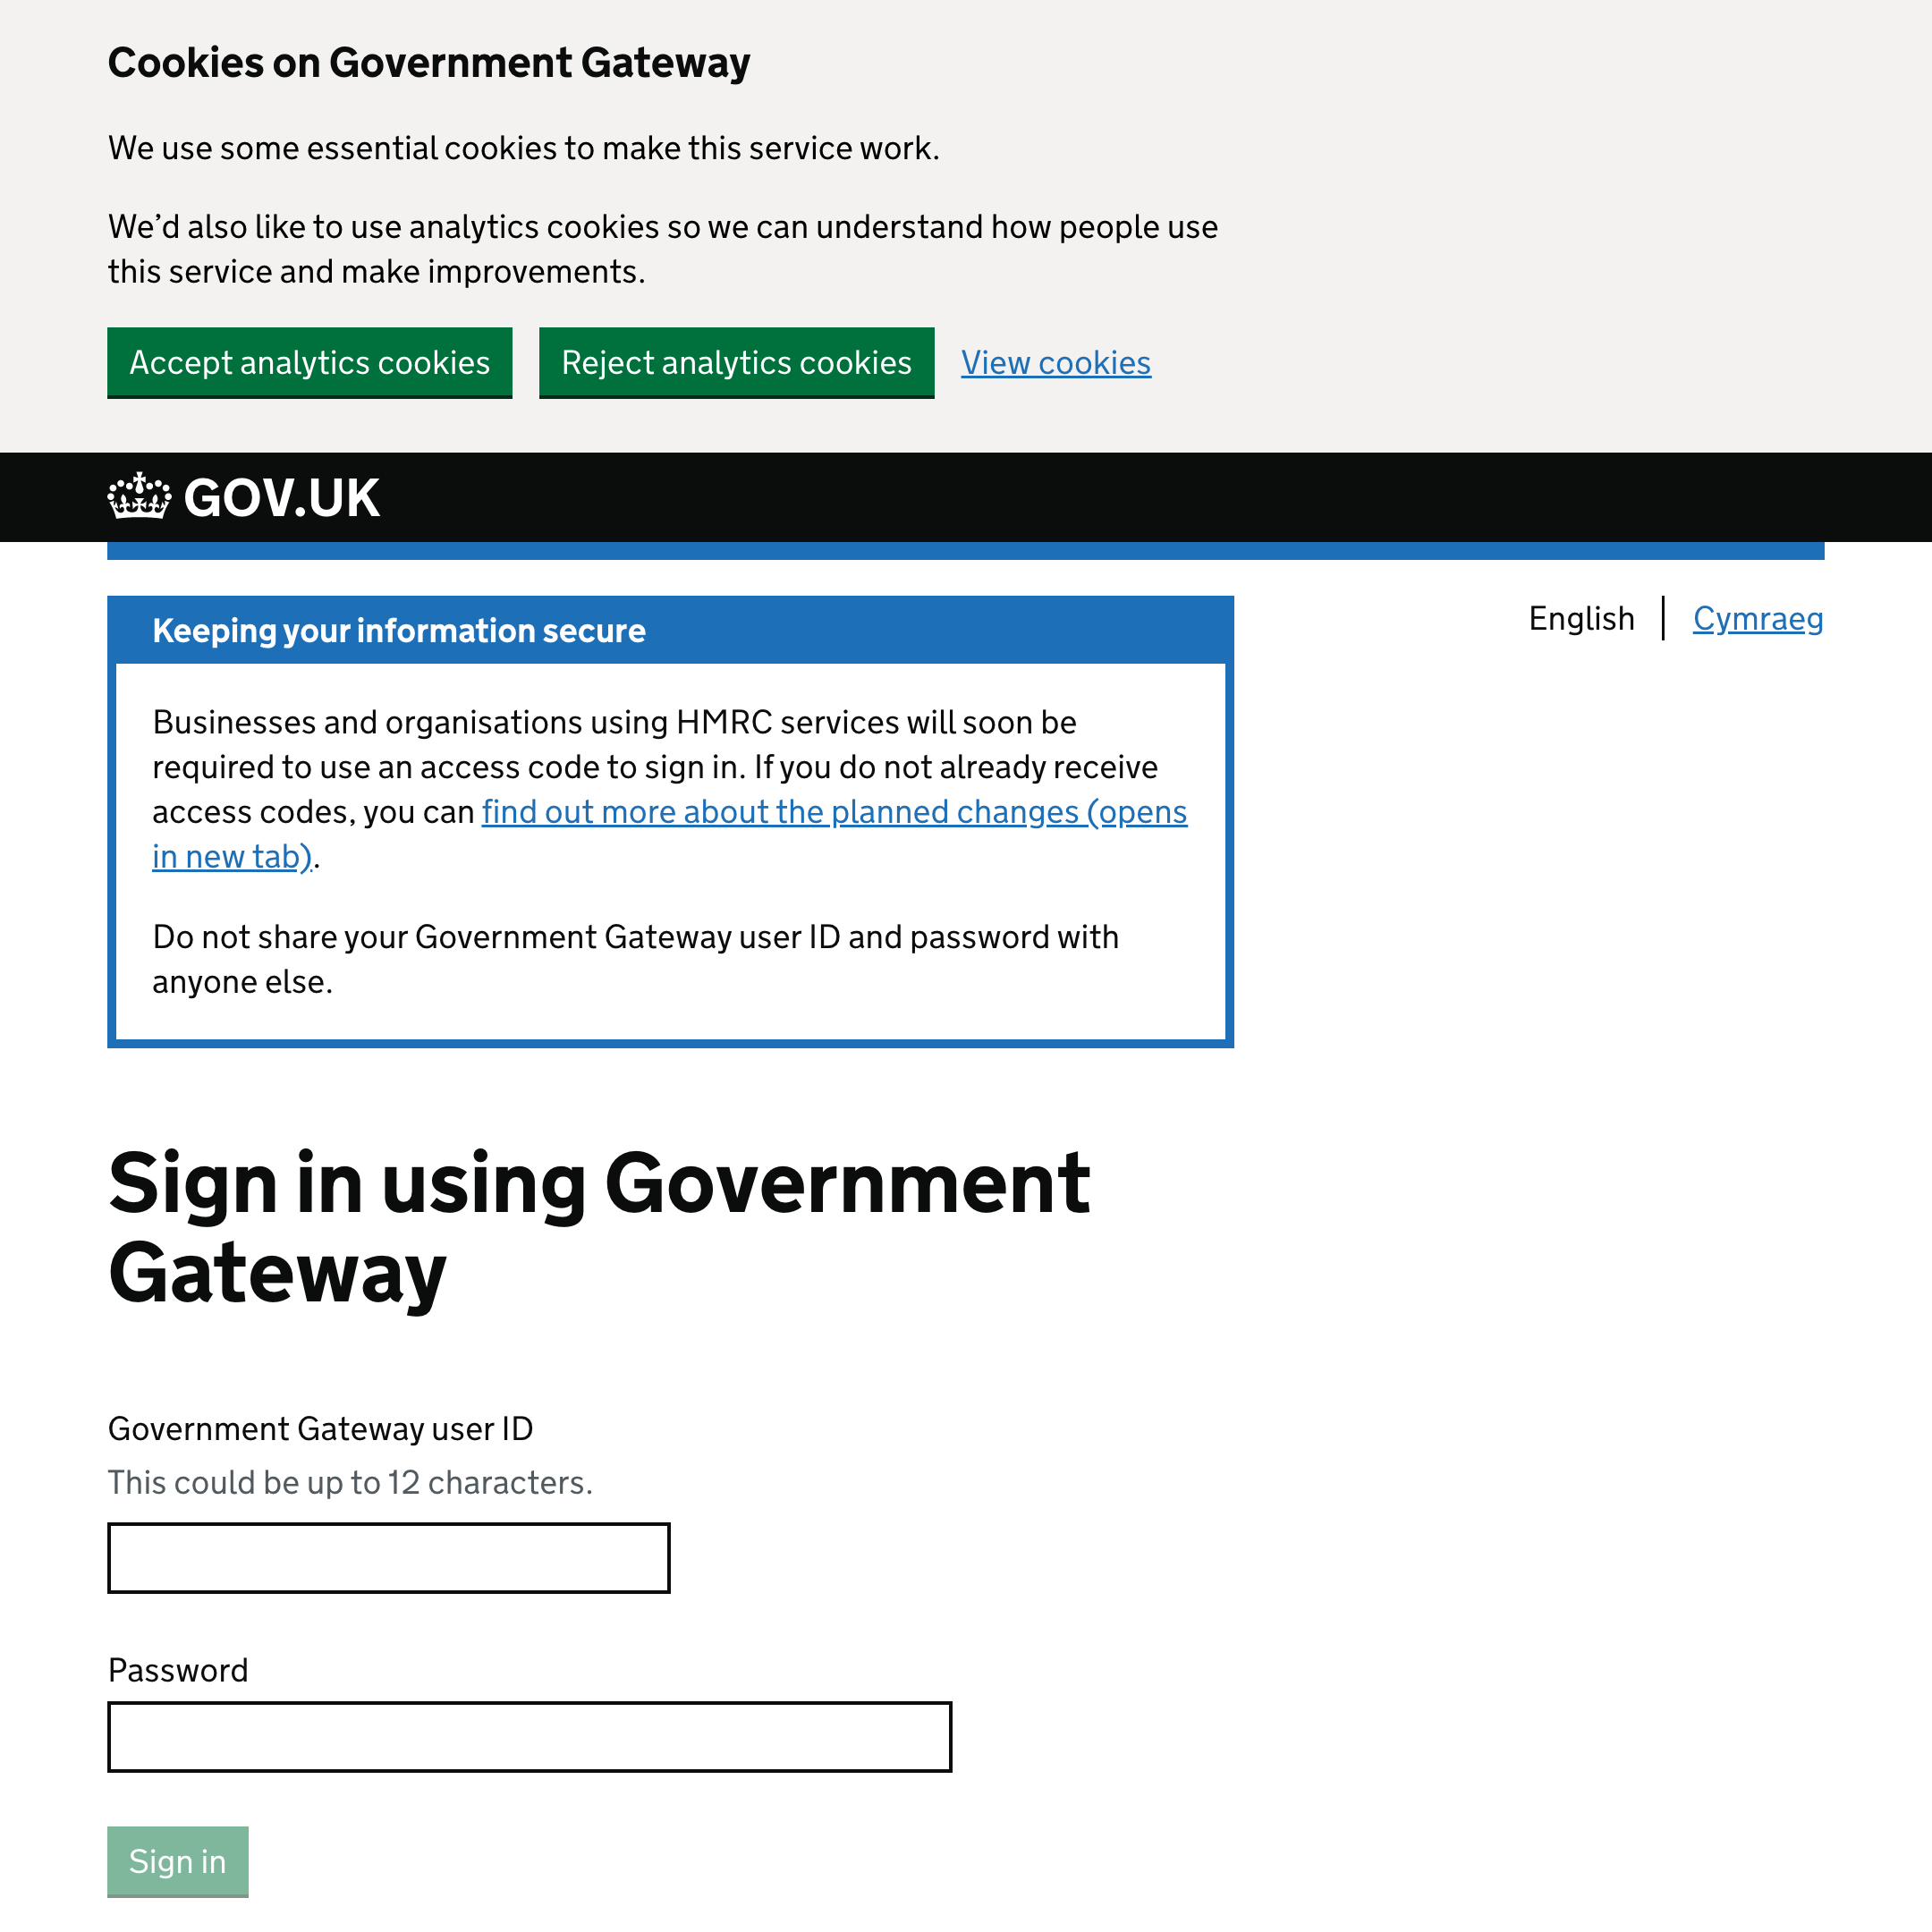 Cookies on Government Gateway
We use some essential cookies to make this service work.
We’d also like to use analytics cookies so we can understand how people use
this service and make improvements.
Accept analytics cookies Reject analytics cookies View cookies
GOV.UK
Keeping your information secure
English Cymraeg
Businesses and organisations using HMRC services will soon be
required to use an access code to sign in. If you do not already receive
access codes, you can find out more about the planned changes (opens
in new tab).
Do not share your Government Gateway user ID and password with
anyone else.
Sign in using Government
Gateway
Government Gateway user ID
This could be up to 12 characters.
Password
Sign in